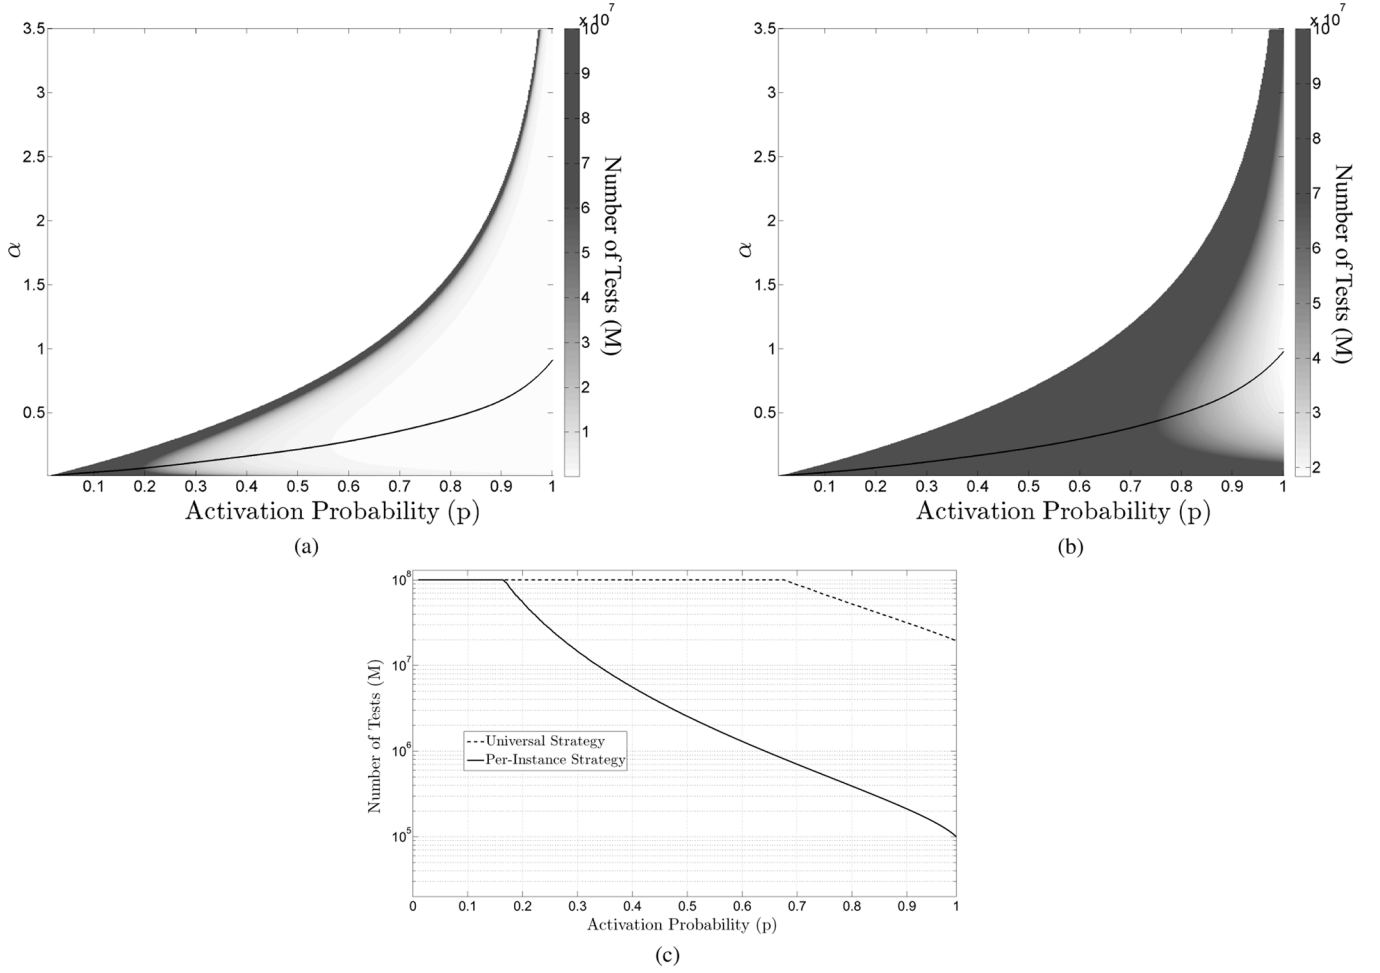 x 10^7
3.5
3
2.5
2
1.5
1
0.5
α
0.1 0.2 0.3 0.4 0.5 0.6 0.7 0.8 0.9 1
Activation Probability (p)
(a)
10
9
8
7
6
5
4
3
2
1
Number of Tests (M)
x 10^7
3.5
3
2.5
2
1.5
1
0.5
α
0.1 0.2 0.3 0.4 0.5 0.6 0.7 0.8 0.9 1
Activation Probability (p)
(b)
10
9
8
7
6
5
4
3
2
Number of Tests (M)
10^8
10^7
10^6
10^5
Number of Tests (M)
Universal Strategy
Per-Instance Strategy
0 0.1 0.2 0.3 0.4 0.5 0.6 0.7 0.8 0.9 1
Activation Probability (p)
(c)